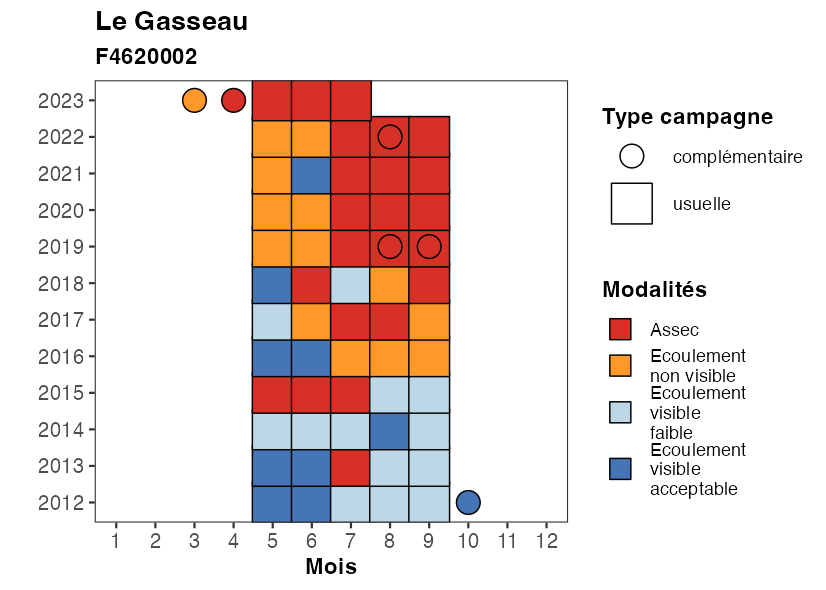 Le Gasseau
F4620002
2023
2022
2021
2020
2019
2018
2017
2016
2015
2014
2013
2012
1 2 3 4 5 6 7 8 9 10 11 12
Mois
Type campagne
complémentaire
usuelle
Modalités
Assec
Ecoulement
non visible
Ecoulement
visible
faible
Ecoulement
visible
acceptable